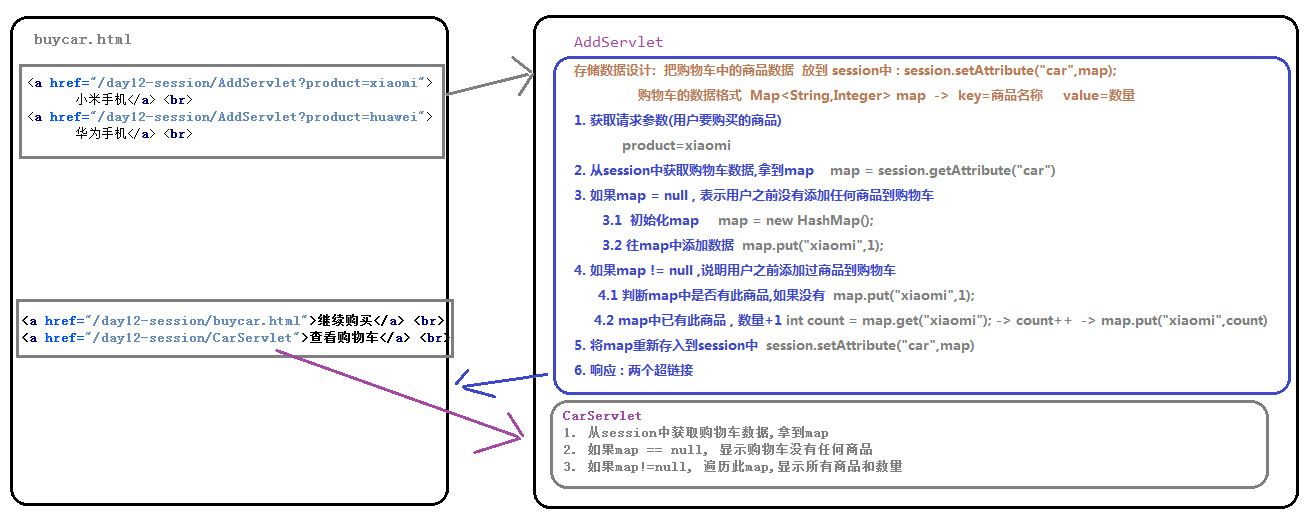 buycar.html
<a href="/day12-session/AddServlet?product=xiaomi">
小米手机</a> <br>
<a href="/day12-session/AddServlet?product=huawei">
华为手机</a> <br>
<a href="/day12-session/buycar.html">继续购买</a> <br>
<a href="/day12-session/CarServlet">查看购物车</a> <br>
AddServlet
存储数据设计: 把购物车中的商品数据 放到 session中 : session.setAttribute("car",map);
购物车的数据格式 Map<String,Integer> map -> key=商品名称 value=数量
1. 获取请求参数(用户要购买的商品)
product=xiaomi
2. 从session中获取购物车数据,拿到map map = session.getAttribute("car")
3. 如果map = null , 表示用户之前没有添加任何商品到购物车
3.1 初始化map map = new HashMap();
3.2 往map中添加数据 map.put("xiaomi",1);
4. 如果map != null ,说明用户之前添加过商品到购物车
4.1 判断map中是否有此商品,如果没有 map.put("xiaomi",1);
4.2 map中已有此商品 , 数量+1 int count = map.get("xiaomi"); -> count++ -> map.put("xiaomi",count)
5. 将map重新存入到session中 session.setAttribute("car",map)
6. 响应 : 两个超链接
CarServlet
1. 从session中获取购物车数据,拿到map
2. 如果map == null, 显示购物车没有任何商品
3. 如果map!=null, 遍历此map,显示所有商品和数量